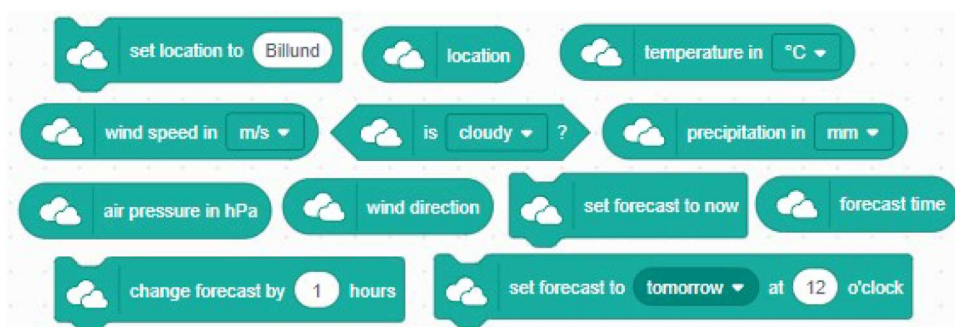 set location to Billund
location
temperature in °C
wind speed in m/s
is cloudy ?
precipitation in mm
air pressure in hPa
wind direction
set forecast to now
forecast time
change forecast by 1 hours
set forecast to tomorrow at 12 o'clock